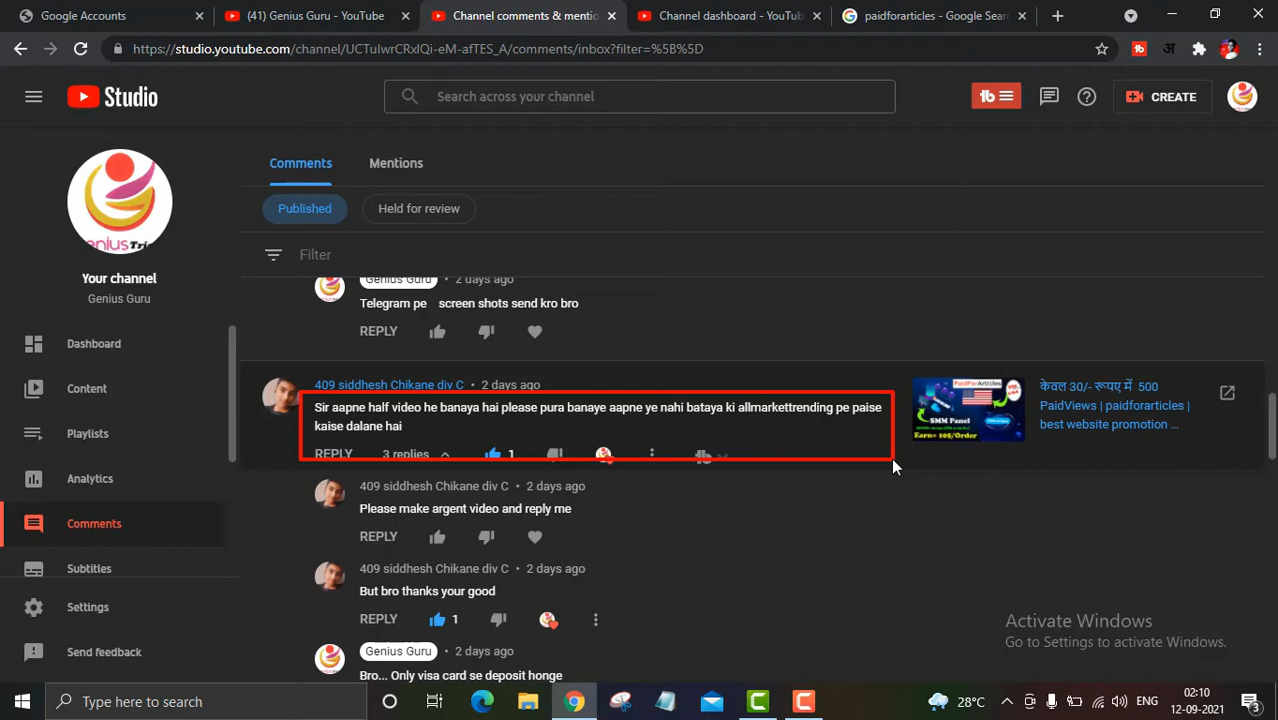 Google Accounts
(41) Genius Guru - YouTube
Channel comments & mentio
Channel dashboard - YouTub
paidforarticles - Google Sear
https://studio.youtube.com/channel/UCTulwrCRxlQi-eM-afTES_A/comments/inbox?filter=%5B%5D
Studio
Search across your channel
CREATE
Comments
Mentions
Published
Held for review
Filter
Your channel
Genius Guru
Dashboard
Content
Playlists
Analytics
Comments
Subtitles
Settings
Send feedback
Genius Guru • 2 days ago
Telegram pe screen shots send kro bro
REPLY
409 siddhesh Chikane div C • 2 days ago
Sir aapne half video he banaya hai please pura banaye aapne ye nahi bataya ki allmarkettrending pe paise
kaise dalane hai
REPLY 3 replies 1
PaidForArticles
SMM Panel
Earn= 10$/Order
केवल 30/- रूपए में 500
PaidViews | paidforarticles |
best website promotion ...
409 siddhesh Chikane div C • 2 days ago
Please make argent video and reply me
REPLY
409 siddhesh Chikane div C • 2 days ago
But bro thanks your good
REPLY 1
Genius Guru • 2 days ago
Bro... Only visa card se deposit honge
Activate Windows
Go to Settings to activate Windows.
Type here to search
28°C
ENG
02:10
12-09-2021
3